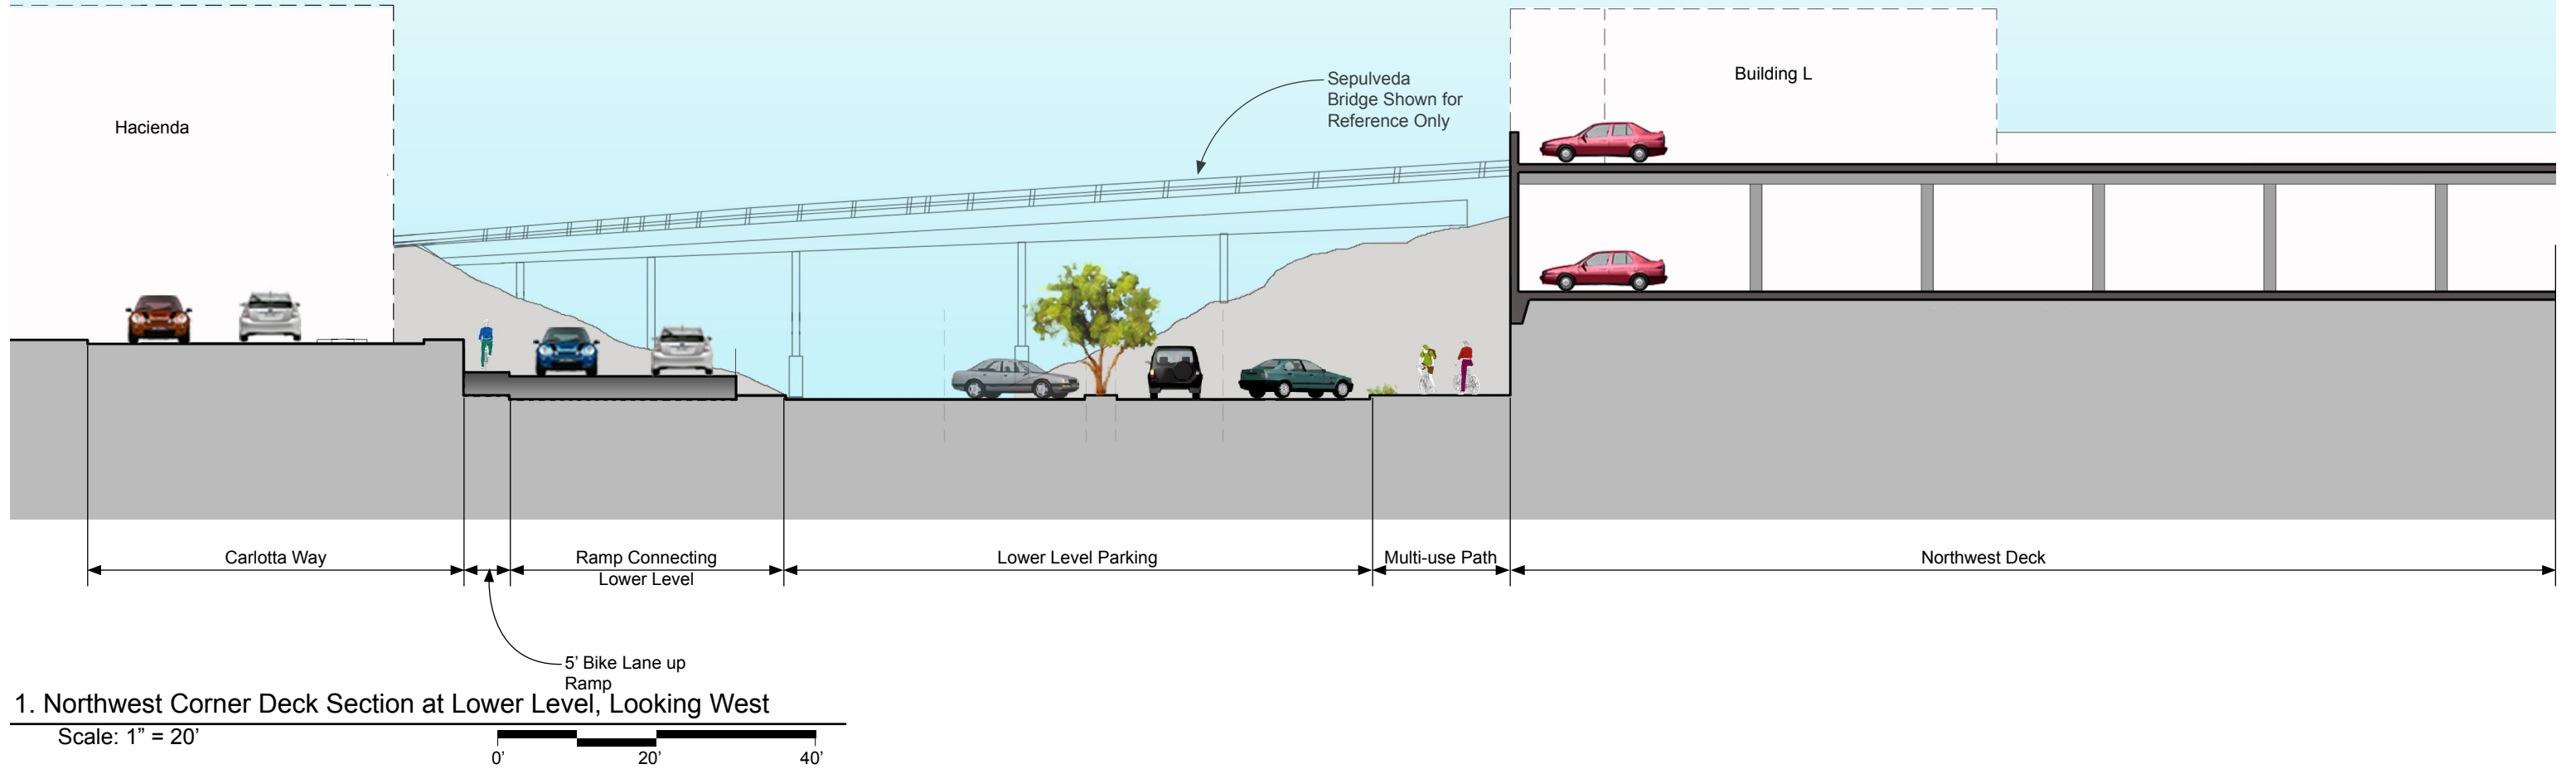 Hacienda
Sepulveda
Bridge Shown for
Reference Only
Building L
Carlotta Way
Ramp Connecting
Lower Level
Lower Level Parking
Multi-use Path
Northwest Deck
5’ Bike Lane up
Ramp
1. Northwest Corner Deck Section at Lower Level, Looking West
Scale: 1” = 20’
0’ 20’ 40’